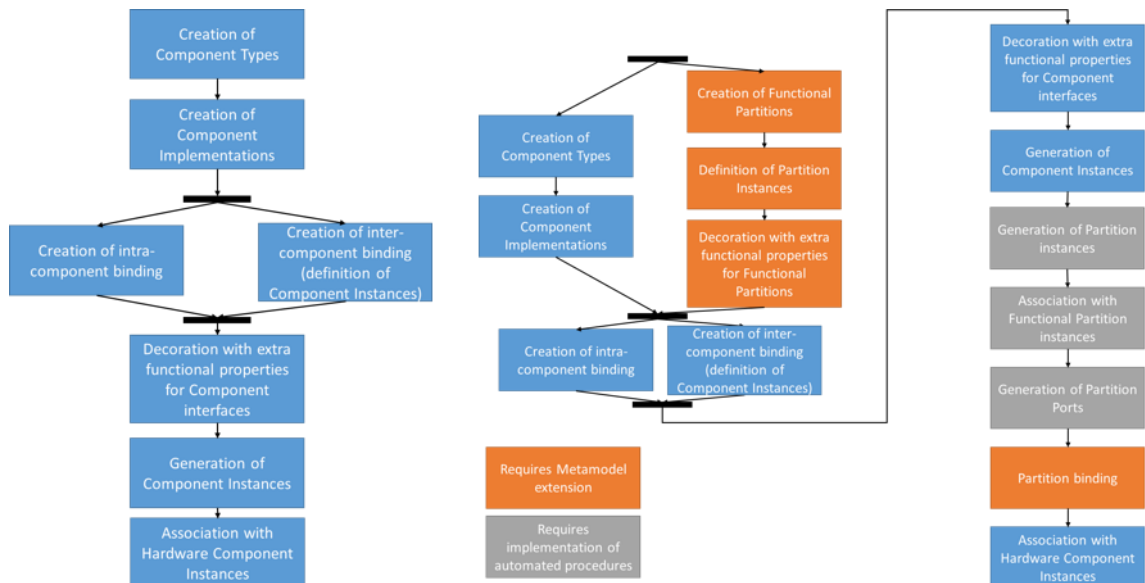 Creation of
Component Types
Creation of
Component
Implementations
Creation of intra-
component binding
Creation of inter-
component binding
(definition of
Component Instances)
Decoration with extra
functional properties
for Component
interfaces
Generation of
Component Instances
Association with
Hardware Component
Instances
Creation of Functional
Partitions
Creation of
Component Types
Definition of Partition
Instances
Creation of
Component
Implementations
Decoration with extra
functional properties
for Functional
Partitions
Creation of intra-
component binding
Creation of inter-
component binding
(definition of
Component Instances)
Requires Metamodel
extension
Requires
implementation of
automated procedures
Decoration with extra
functional properties
for Component
interfaces
Generation of
Component Instances
Generation of Partition
instances
Association with
Functional Partition
instances
Generation of Partition
Ports
Partition binding
Association with
Hardware Component
Instances